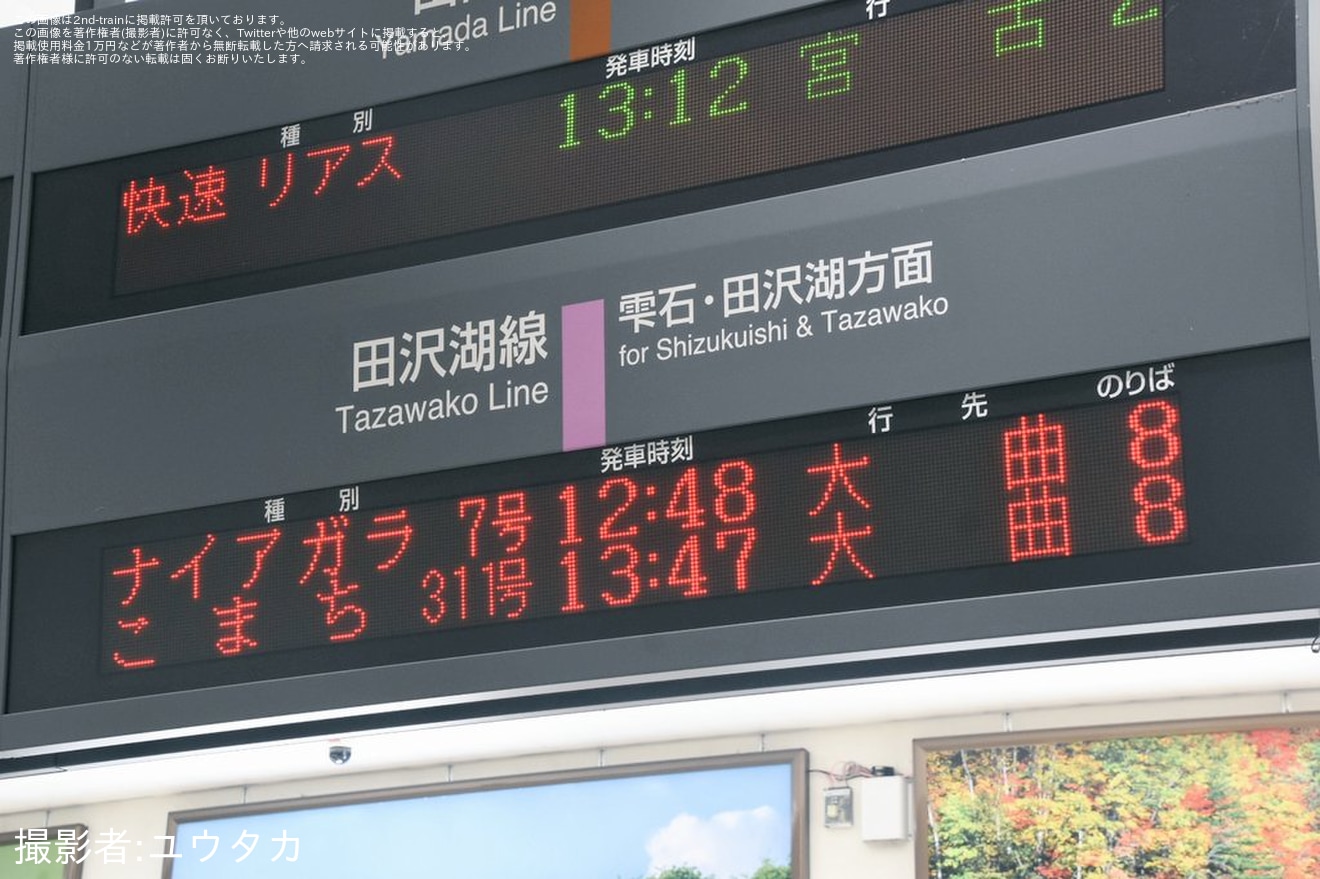 この画像は2nd-trainに掲載許可を頂いております。
この画像を著作権者(撮影者)に許可なく、Twitterや他のwebサイトに掲載すると、
掲載使用料金1万円などが著作者から無断転載した方へ請求される可能性があります。
著作権者様に許可のない転載は固くお断りいたします。
Yamada Line
種 別 発車時刻 行
快速 リアス 13:12 宮 古 2
田沢湖線 雫石・田沢湖方面
Tazawako Line for Shizukuishi & Tazawako
種 別 発車時刻 行 先 のりば
ナイアガラ 7号 12:48 大 曲 8
こ ま ち 311号 13:47 大 曲 8
撮影者:ユウタカ